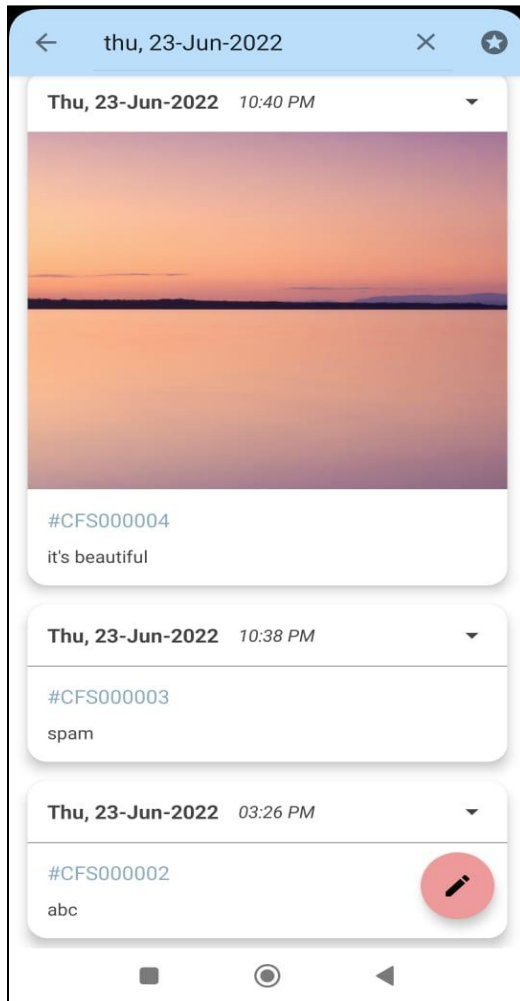 thu, 23-Jun-2022
Thu, 23-Jun-2022 10:40 PM
#CFS000004
it's beautiful
Thu, 23-Jun-2022 10:38 PM
#CFS000003
spam
Thu, 23-Jun-2022 03:26 PM
#CFS000002
abc